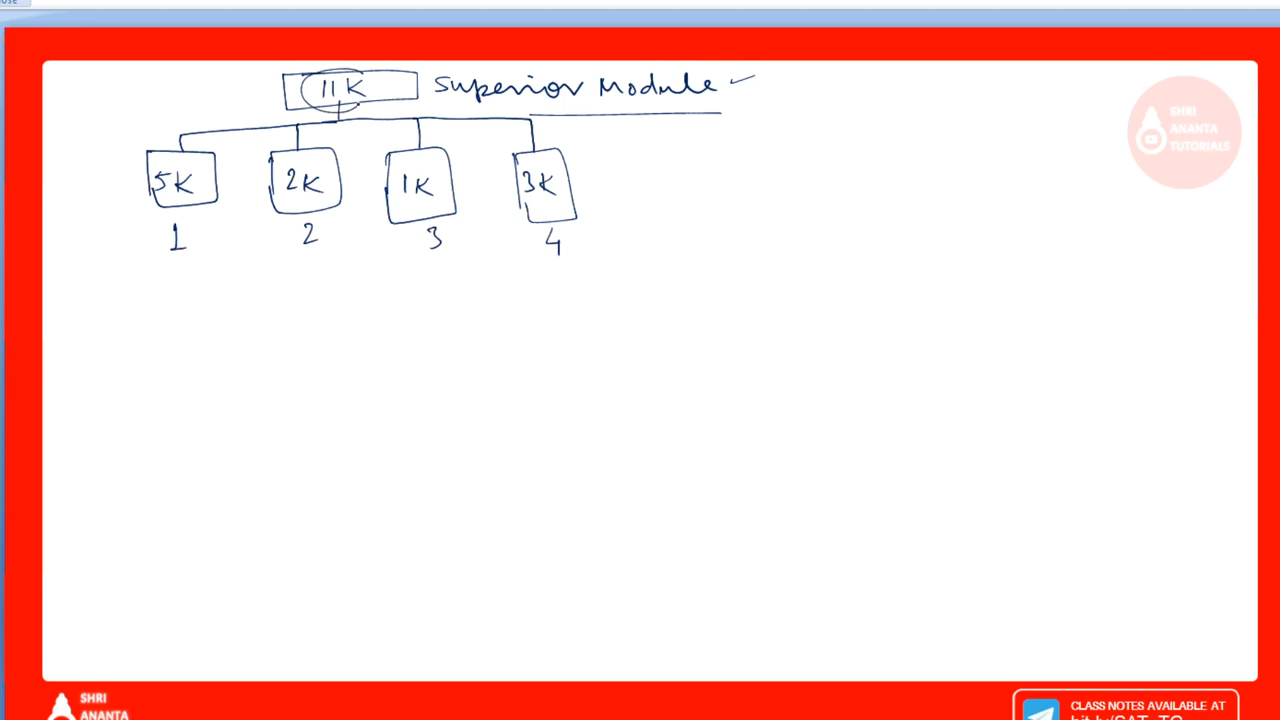 11K Superior Module
5K 2K 1K 3K
1 2 3 4
SHRI
ANANTA
TUTORIALS
SHRI
ANANTA
CLASS NOTES AVAILABLE AT